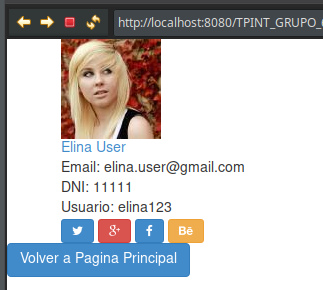 http://localhost:8080/TPINT_GRUPO_
Elina User
Email: elina.user@gmail.com
DNI: 11111
Usuario: elina123
Bē
Volver a Pagina Principal